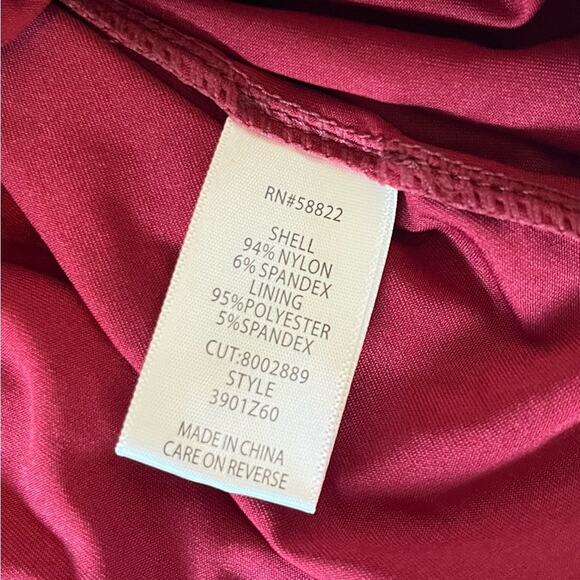 RN#58822
SHELL
94% NYLON
6% SPANDEX
LINING
95%POLYESTER
5%SPANDEX
CUT:8002889
STYLE
3901Z60
MADE IN CHINA
CARE ON REVERSE